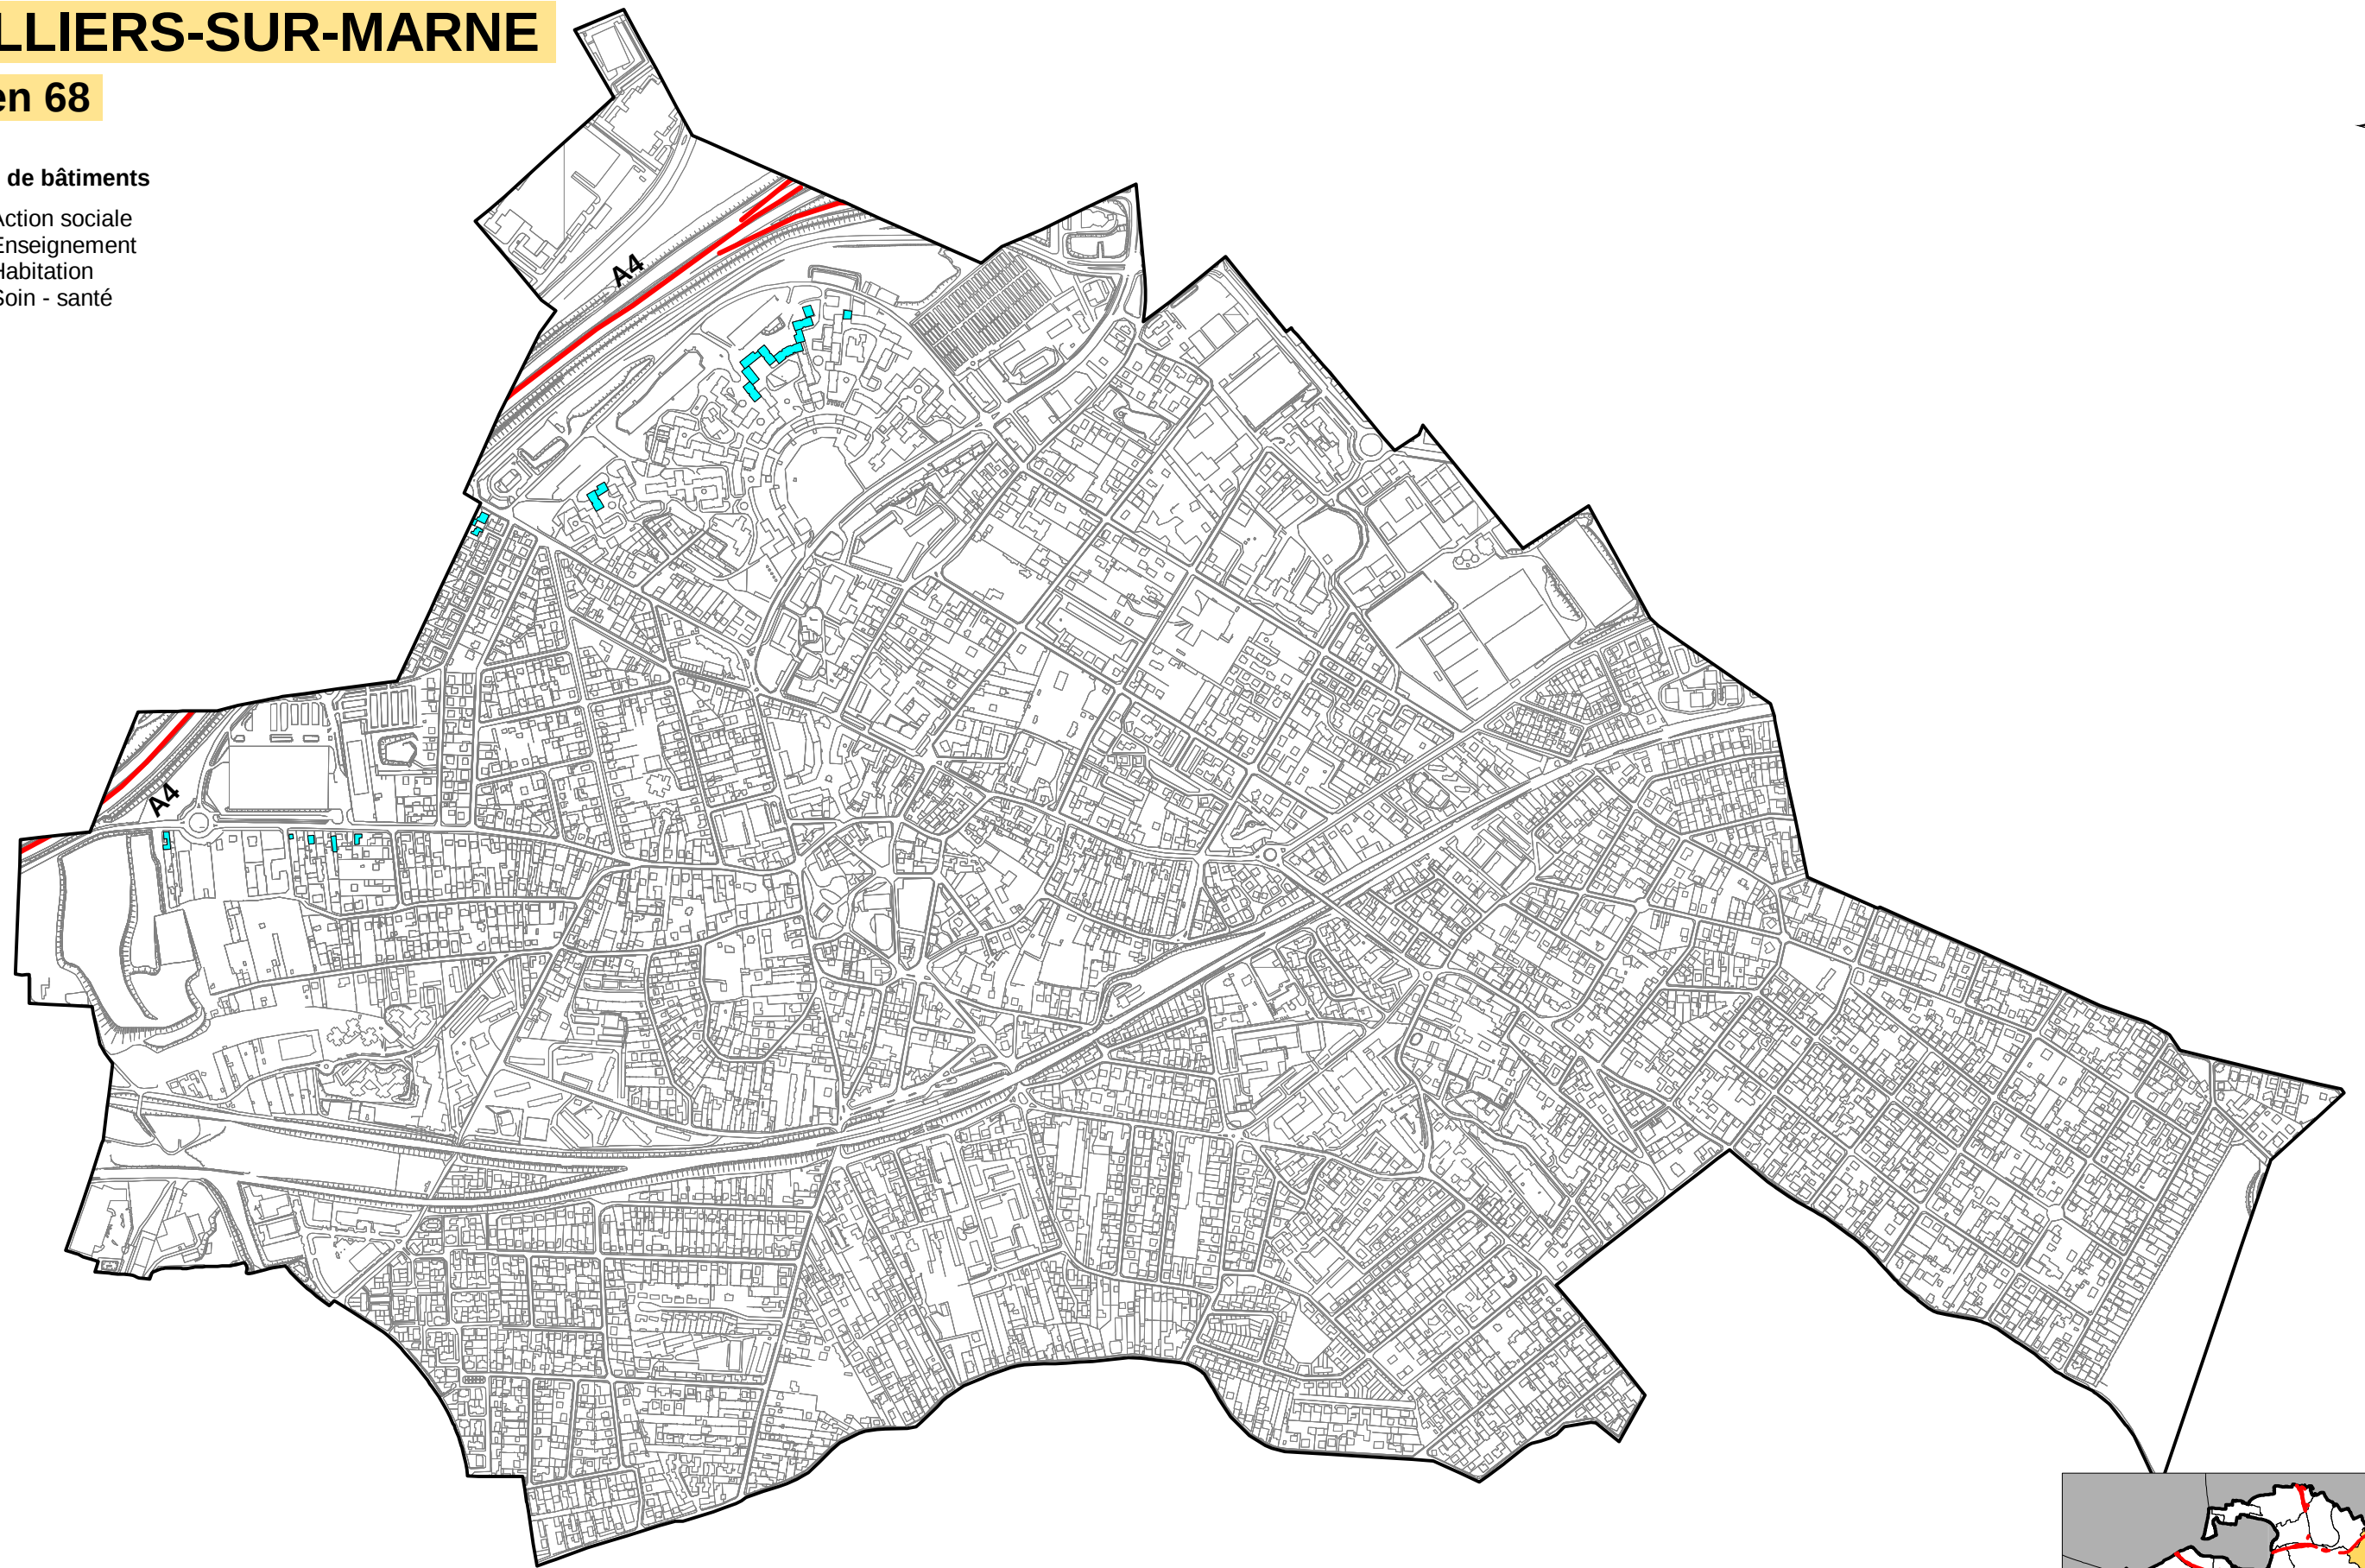 LLIERS-SUR-MARNE
en 68
de bâtiments
Action sociale
Enseignement
Habitation
Soin - santé
A4
A4